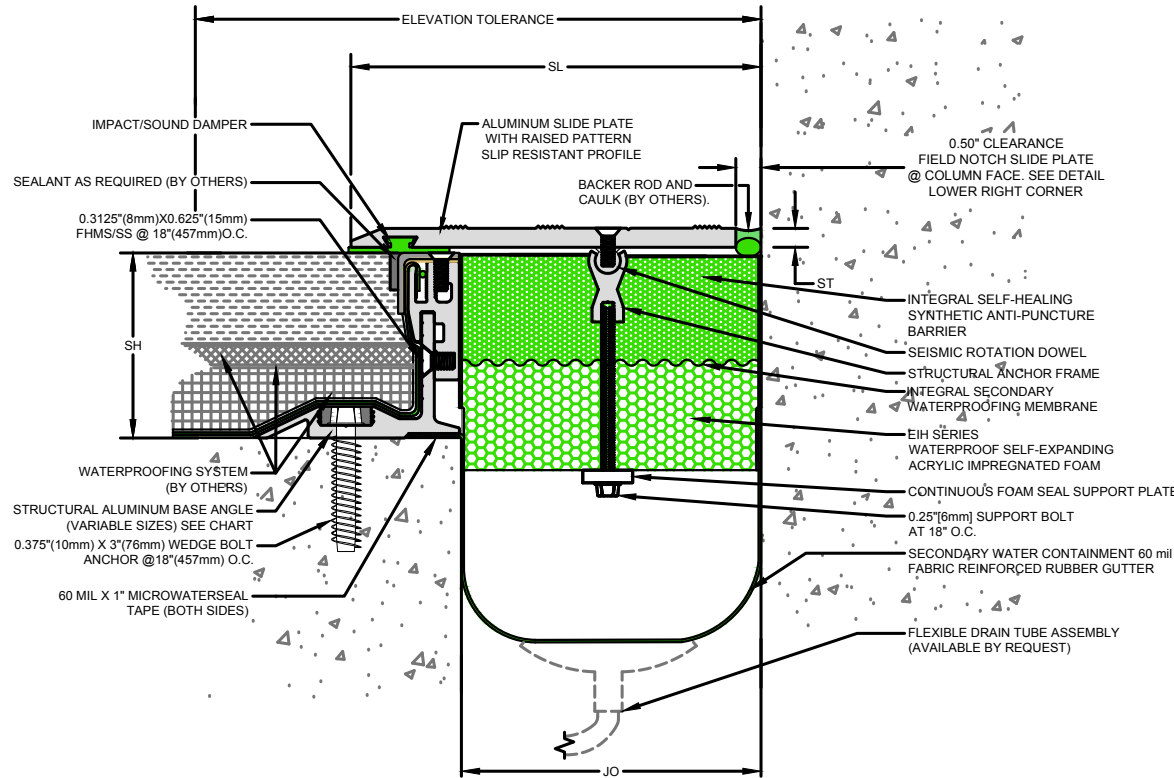 ELEVATION TOLERANCE
SL
IMPACT/SOUND DAMPER
SEALANT AS REQUIRED (BY OTHERS)
0.3125"(8mm)X0.625"(15mm)
FHMS/SS @ 18"(457mm)O.C.
ALUMINUM SLIDE PLATE
WITH RAISED PATTERN
SLIP RESISTANT PROFILE
BACKER ROD AND
CAULK (BY OTHERS).
0.50" CLEARANCE
FIELD NOTCH SLIDE PLATE
@ COLUMN FACE. SEE DETAIL
LOWER RIGHT CORNER
ST
SH
INTEGRAL SELF-HEALING
SYNTHETIC ANTI-PUNCTURE
BARRIER
SEISMIC ROTATION DOWEL
STRUCTURAL ANCHOR FRAME
INTEGRAL SECONDARY
WATERPROOFING MEMBRANE
EIH SERIES
WATERPROOF SELF-EXPANDING
ACRYLIC IMPREGNATED FOAM
CONTINUOUS FOAM SEAL SUPPORT PLATE
0.25"[6mm] SUPPORT BOLT
AT 18" O.C.
SECONDARY WATER CONTAINMENT 60 mil
FABRIC REINFORCED RUBBER GUTTER
FLEXIBLE DRAIN TUBE ASSEMBLY
(AVAILABLE BY REQUEST)
WATERPROOFING SYSTEM
(BY OTHERS)
STRUCTURAL ALUMINUM BASE ANGLE
(VARIABLE SIZES) SEE CHART
0.375"(10mm) X 3"(76mm) WEDGE BOLT
ANCHOR @18"(457mm) O.C.
60 MIL X 1" MICROWATERSEAL
TAPE (BOTH SIDES)
JO